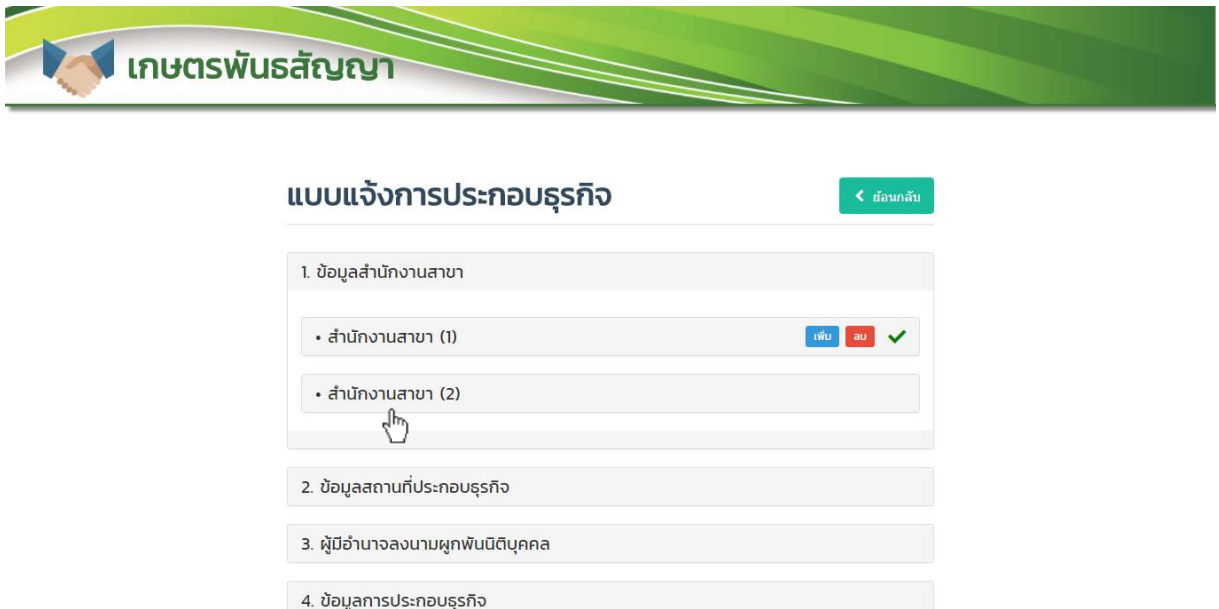 เกษตรพันธสัญญา
แบบแจ้งการประกอบธุรกิจ
ย้อนกลับ
1. ข้อมูลสำนักงานสาขา
• สำนักงานสาขา (1)
เพิ่ม ลบ
• สำนักงานสาขา (2)
2. ข้อมูลสถานที่ประกอบธุรกิจ
3. ผู้มีอำนาจลงนามผูกพันนิติบุคคล
4. ข้อมูลการประกอบธุรกิจ